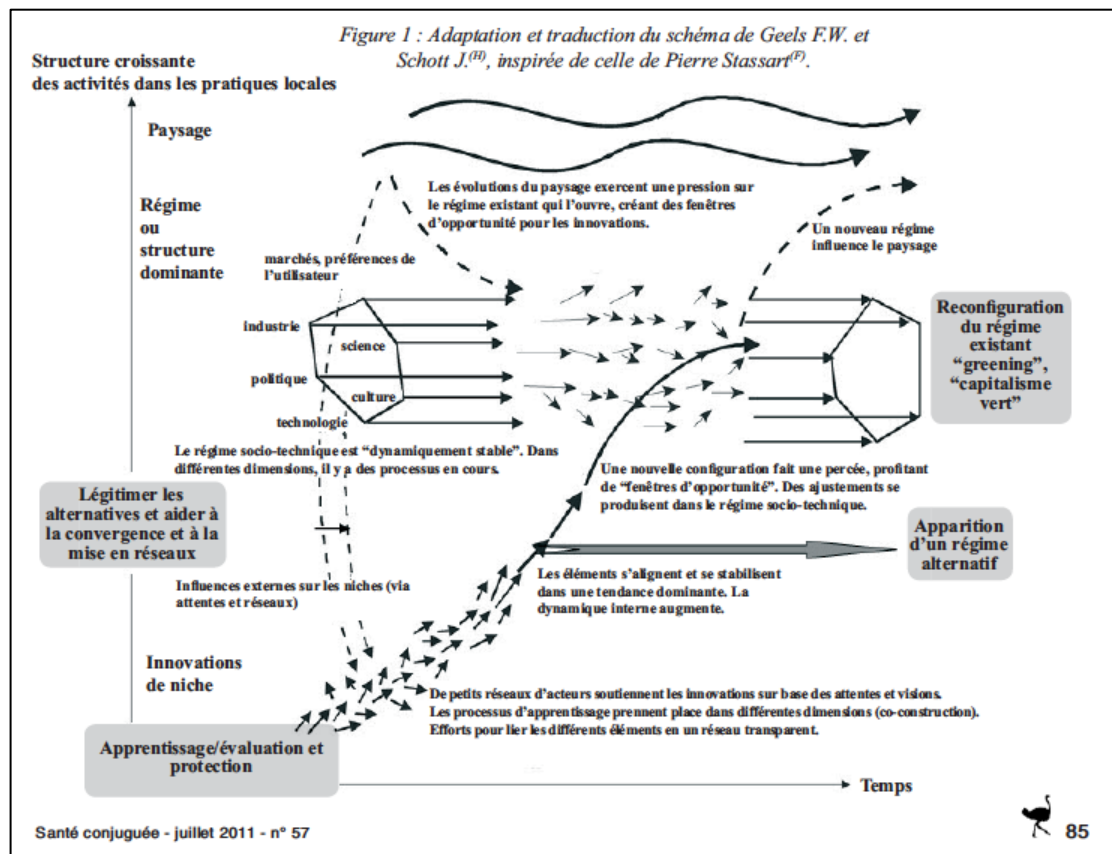 Figure 1 : Adaptation et traduction du schéma de Geels F.W. et
Schott J.(H), inspirée de celle de Pierre Stassart(F).
Structure croissante
des activités dans les pratiques locales
Paysage
Les évolutions du paysage exercent une pression sur
le régime existant qui l'ouvre, créant des fenêtres
d'opportunité pour les innovations.
Régime
ou
structure
dominante
Un nouveau régime
influence le paysage
marchés, préférences de
l'utilisateur
industrie
science
politique
culture
technologie
Reconfiguration
du régime
existant
"greening",
"capitalisme
vert"
Le régime socio-technique est "dynamiquement stable". Dans
différentes dimensions, il y a des processus en cours.
Une nouvelle configuration fait une percée, profitant
de "fenêtres d'opportunité". Des ajustements se
produisent dans le régime socio-technique.
Légitimer les
alternatives et aider à
la convergence et à la
mise en réseaux
Apparition
d'un régime
alternatif
Influences externes sur les niches (via
attentes et réseaux)
Les éléments s'alignent et se stabilisent
dans une tendance dominante. La
dynamique interne augmente.
Innovations
de niche
De petits réseaux d'acteurs soutiennent les innovations sur base des attentes et visions.
Les processus d'apprentissage prennent place dans différentes dimensions (co-construction).
Efforts pour lier les différents éléments en un réseau transparent.
Apprentissage/évaluation et
protection
Temps
Santé conjuguée - juillet 2011 - n° 57
85